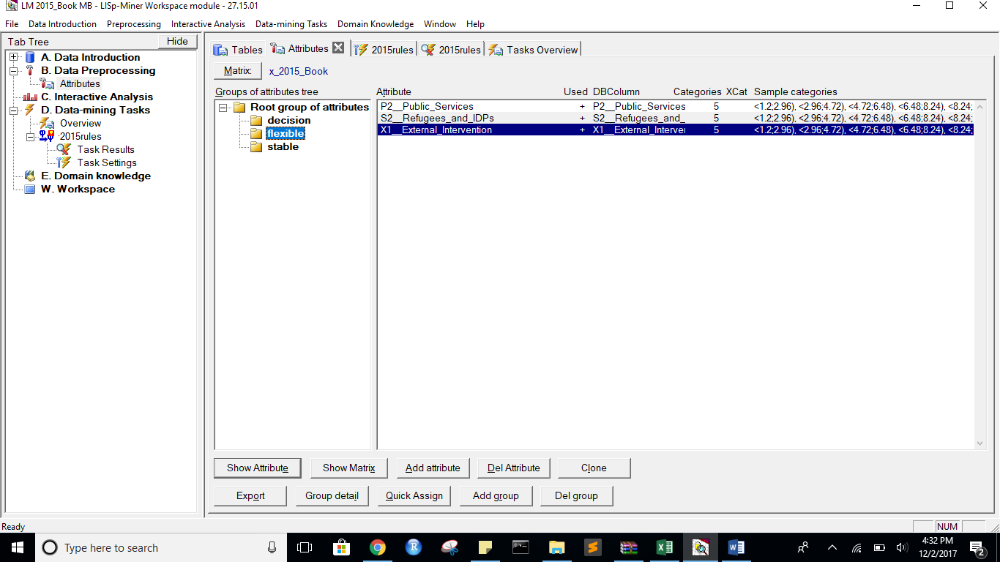 LM 2015_Book MB - LISp-Miner Workspace module - 27.15.01
File Data Introduction Preprocessing Interactive Analysis Data-mining Tasks Domain Knowledge Window Help
Tab Tree Hide
A. Data Introduction
B. Data Preprocessing
Attributes
C. Interactive Analysis
D. Data-mining Tasks
Overview
2015rules
Task Results
Task Settings
E. Domain knowledge
W. Workspace
Tables Attributes 2015rules 2015rules Tasks Overview
Matrix: x_2015_Book
Groups of attributes tree
Root group of attributes
decision
flexible
stable
Attribute Used DBColumn Categories XCat Sample categories
P2__Public_Services + P2__Public_Services 5 <1.2;2.96), <2.96;4.72), <4.72;6.48), <6.48;8.24), <8.24;
S2__Refugees_and_IDPs + S2__Refugees_and_ 5 <1.2;2.96), <2.96;4.72), <4.72;6.48), <6.48;8.24), <8.24;
X1__External_Intervention + X1__External_Interver 5 <1.2;2.96), <2.96;4.72), <4.72;6.48), <6.48;8.24), <8.24;
Show Attribute Show Matrix Add attribute Del Attribute Clone
Export Group detail Quick Assign Add group Del group
Ready NUM
Type here to search
4:32 PM
12/2/2017
2